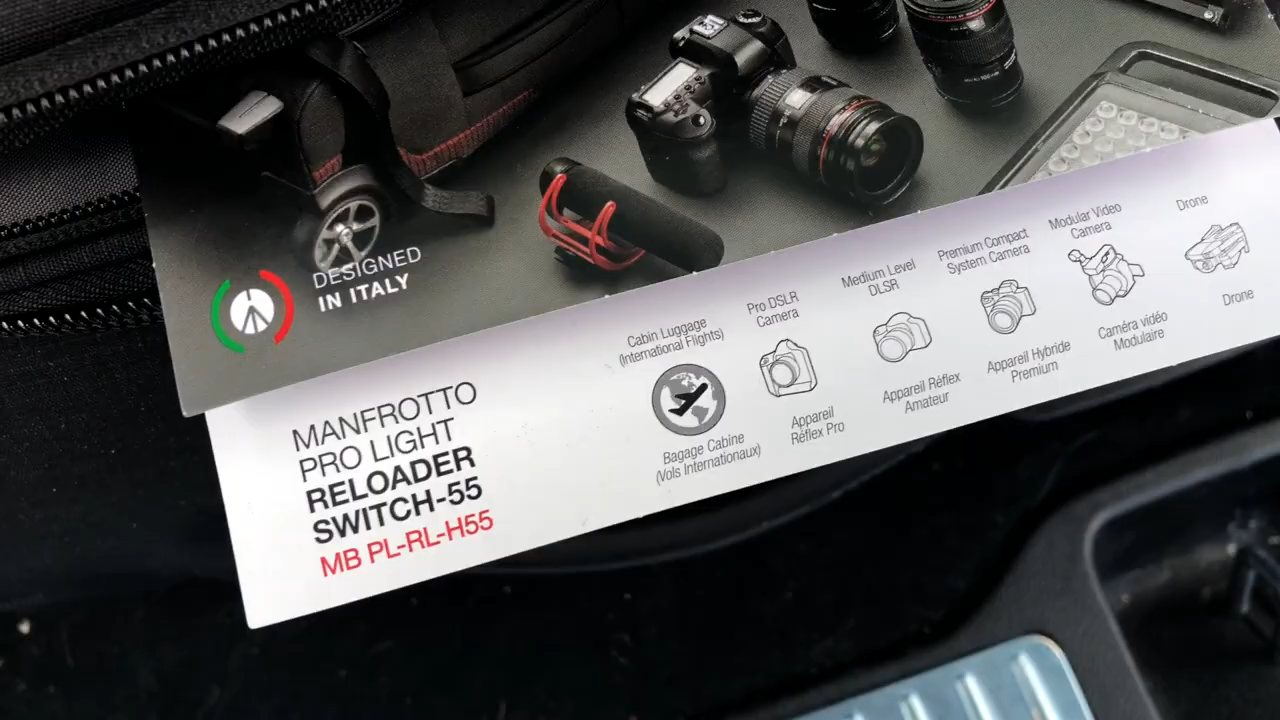 DESIGNED
IN ITALY
MANFROTTO
PRO LIGHT
RELOADER
SWITCH-55
MB PL-RL-H55
Cabin Luggage
(International Flights)
Bagage Cabine
(Vols Internationaux)
Pro DSLR
Camera
Appareil
Réflex Pro
Medium Level
DLSR
Appareil Réflex
Amateur
Premium Compact
System Camera
Appareil Hybride
Premium
Modular Video
Camera
Caméra vidéo
Modulaire
Drone
Drone